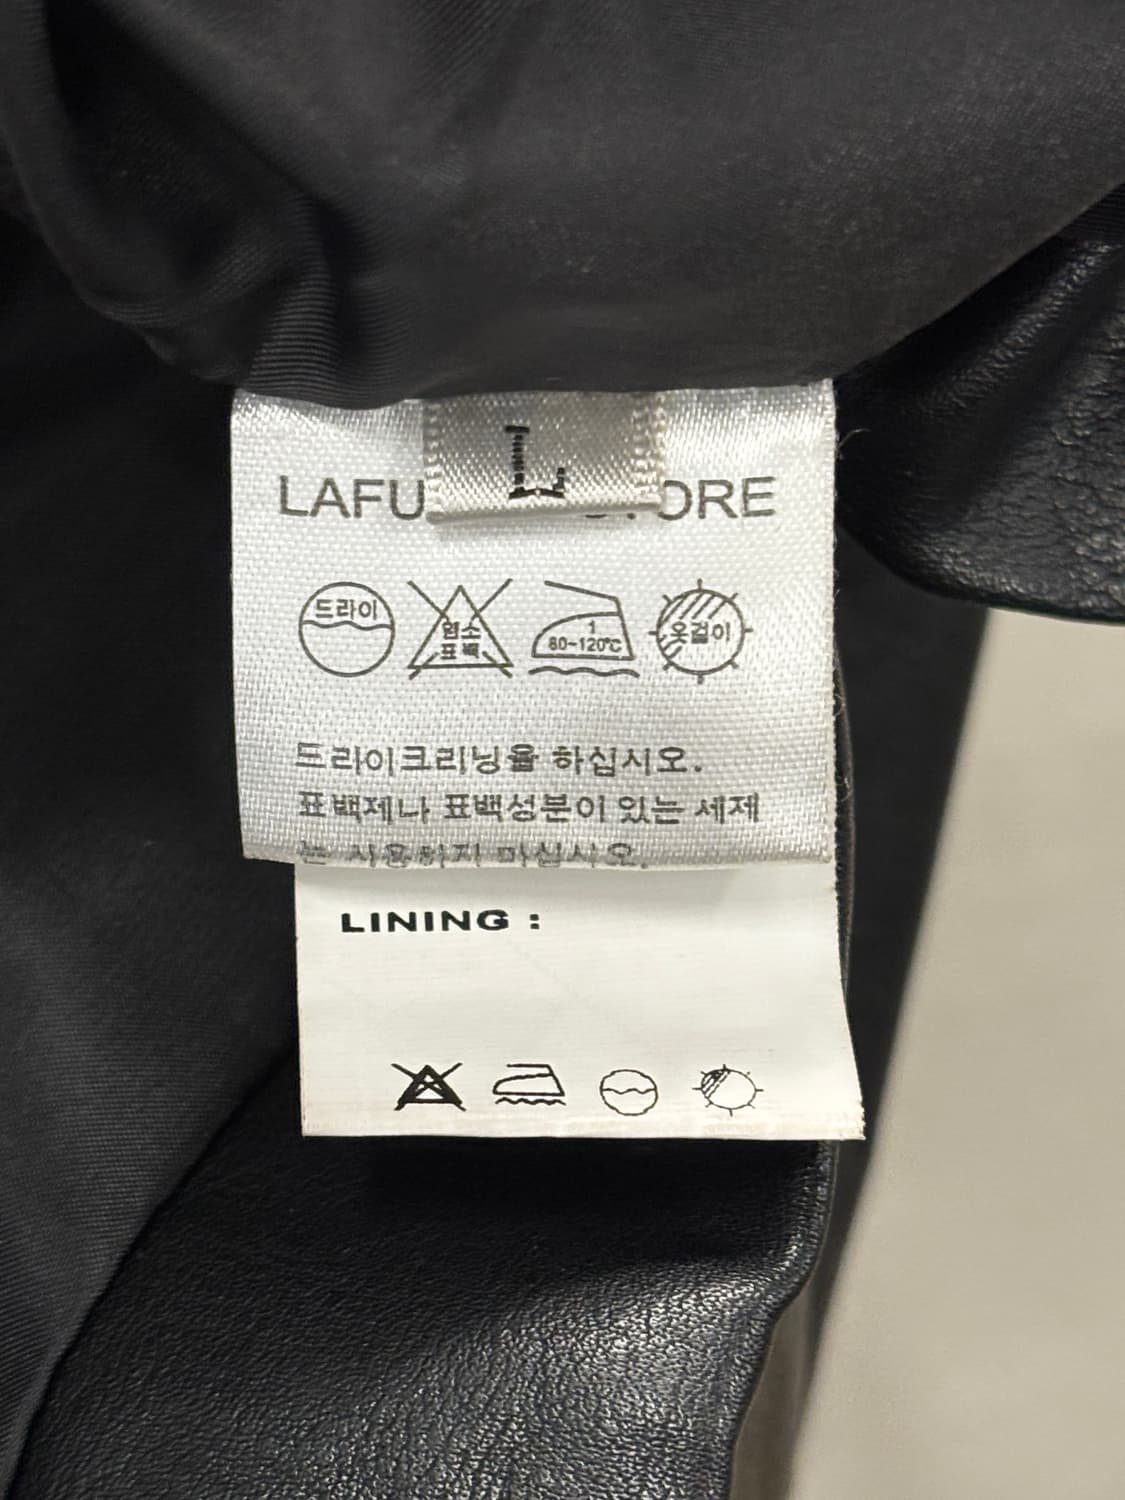 L
LAFU ORE
드라이
염소
표백
1
80~120℃
옷걸이
드라이크리닝을 하십시오.
표백제나 표백성분이 있는 세제
는 사용하지 마십시오.
LINING :